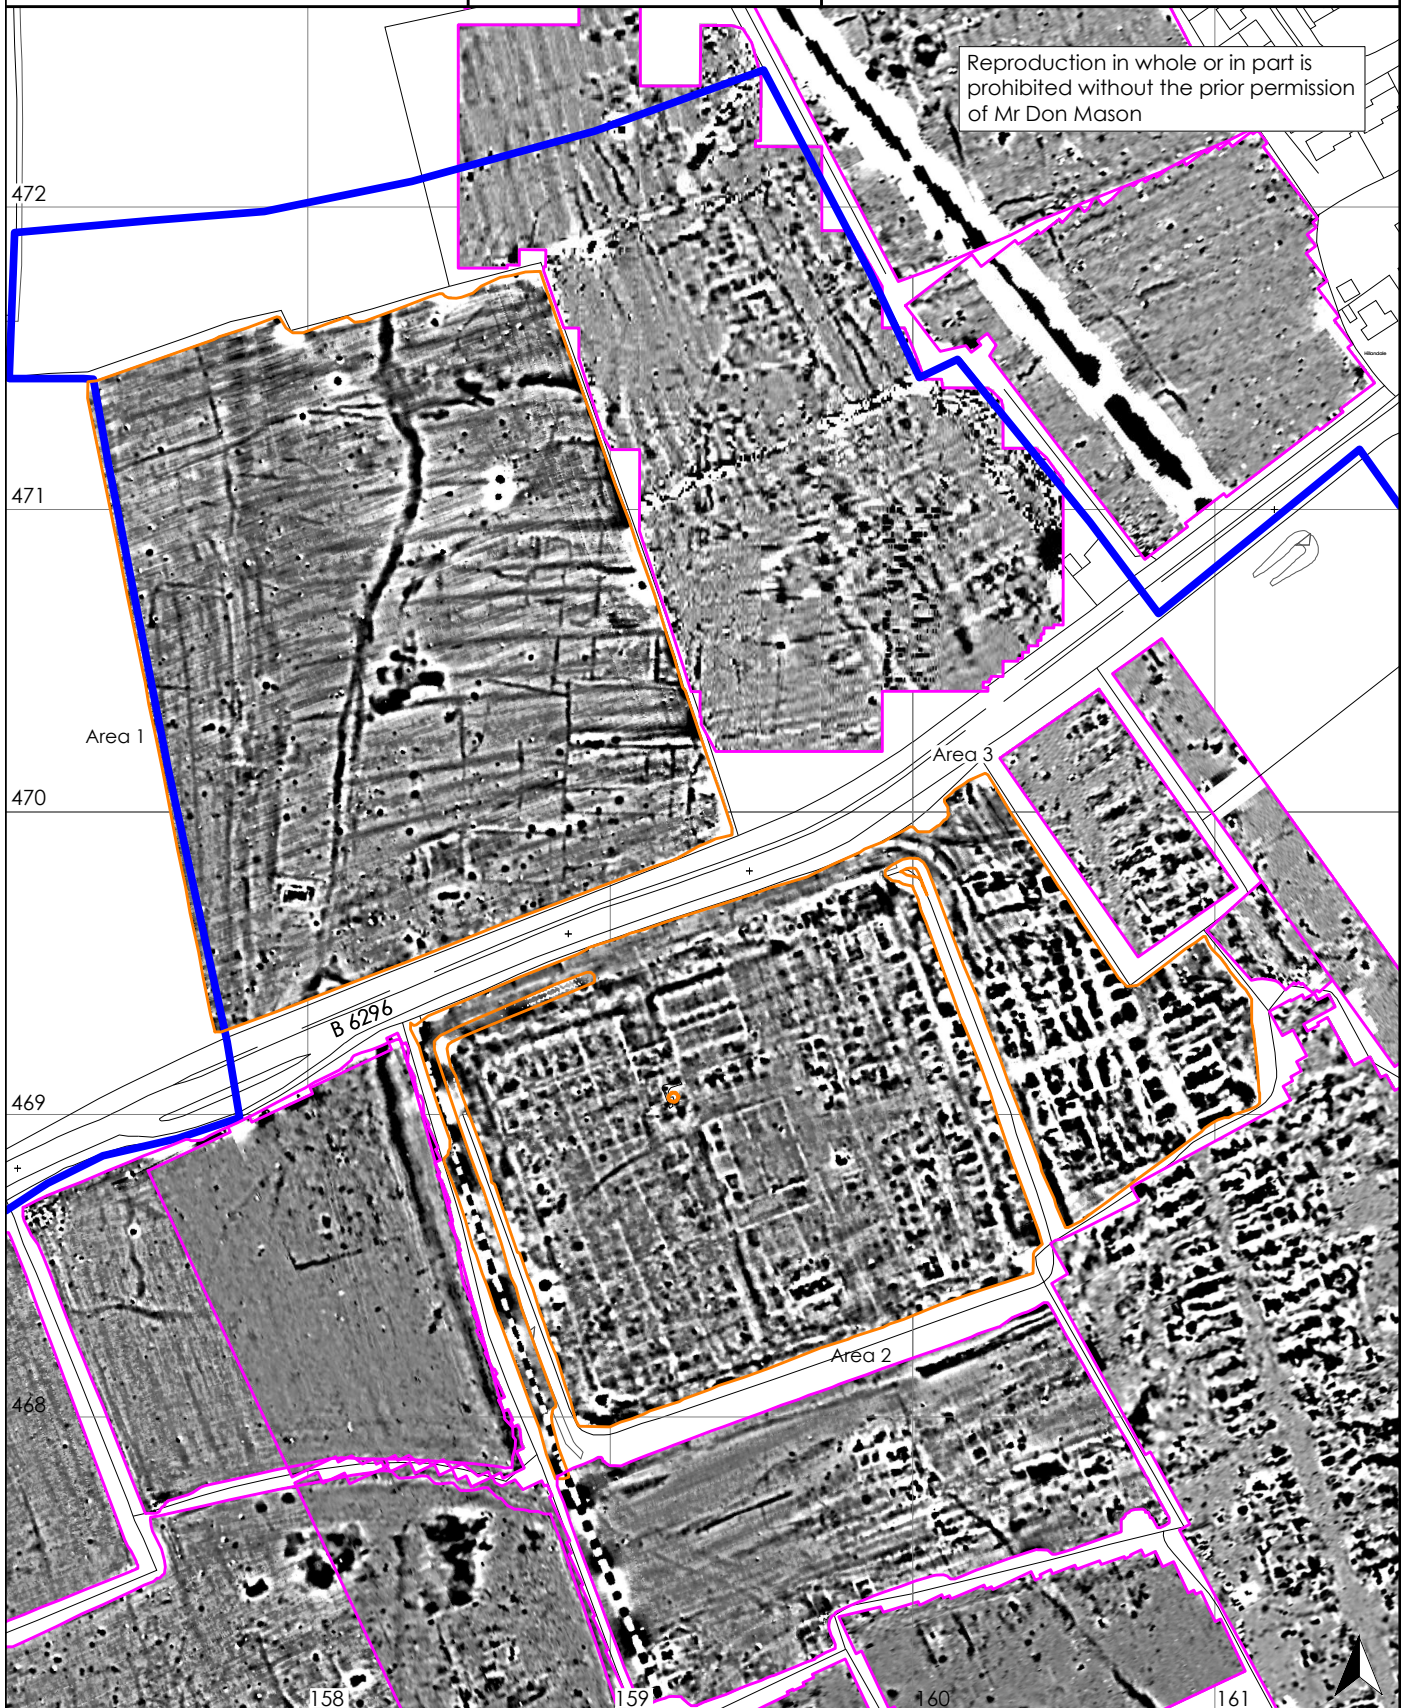 Reproduction in whole or in part is
prohibited without the prior permission
of Mr Don Mason
472
Hillandale
471
Area 1
Area 3
470
B 6296
469
Area 2
468
158
159
160
161